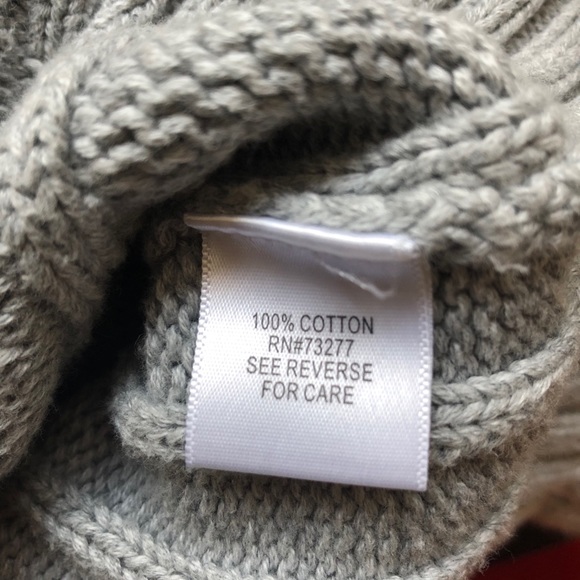 100% COTTON
RN#73277
SEE REVERSE
FOR CARE